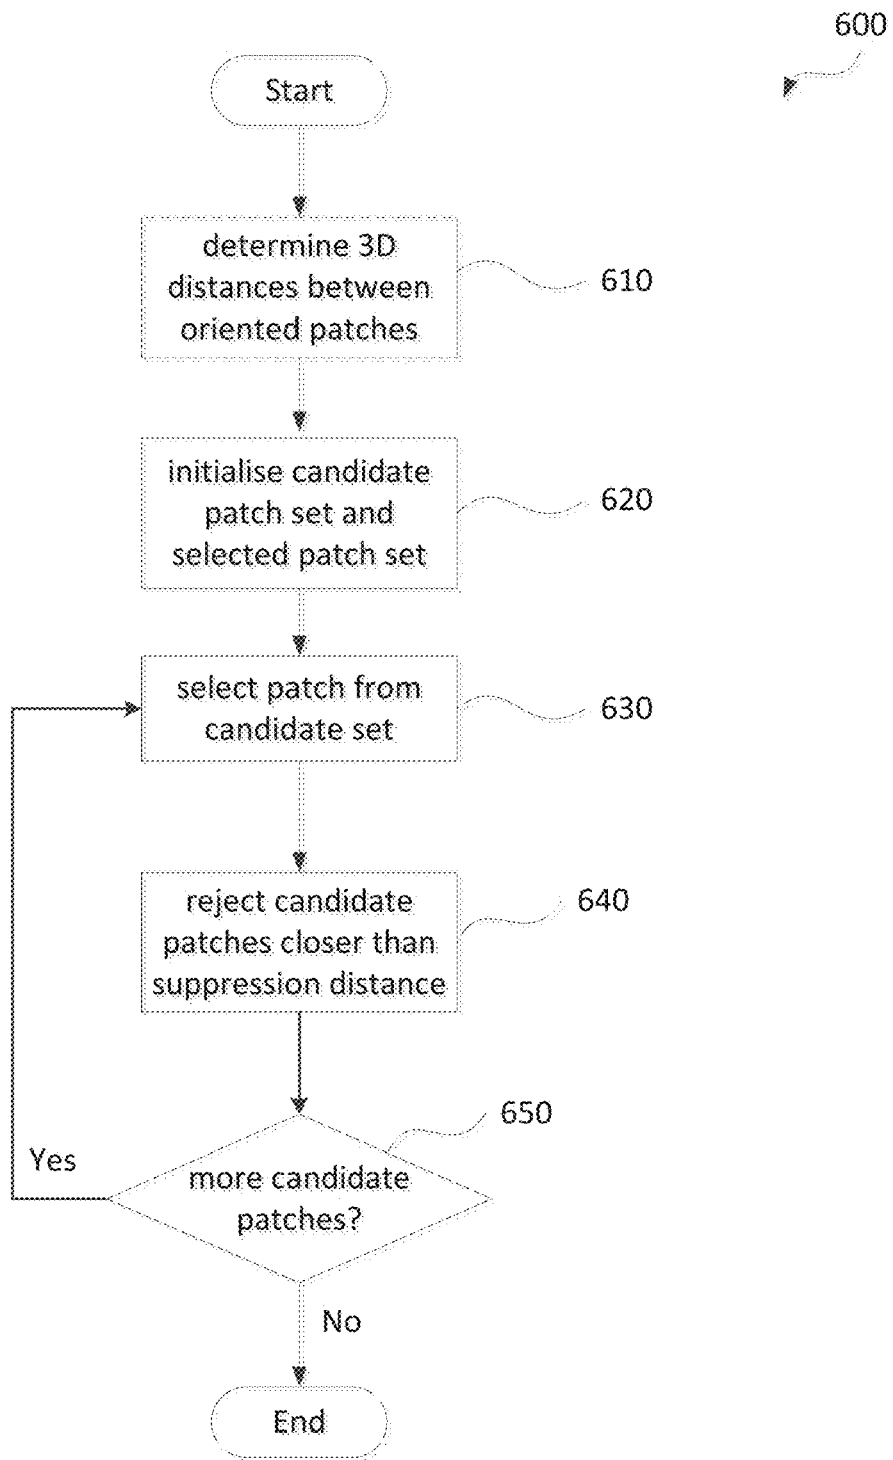 600
Start
determine 3D
distances between
oriented patches
610
initialise candidate
patch set and
selected patch set
620
select patch from
candidate set
630
reject candidate
patches closer than
suppression distance
640
650
Yes
more candidate
patches?
No
End